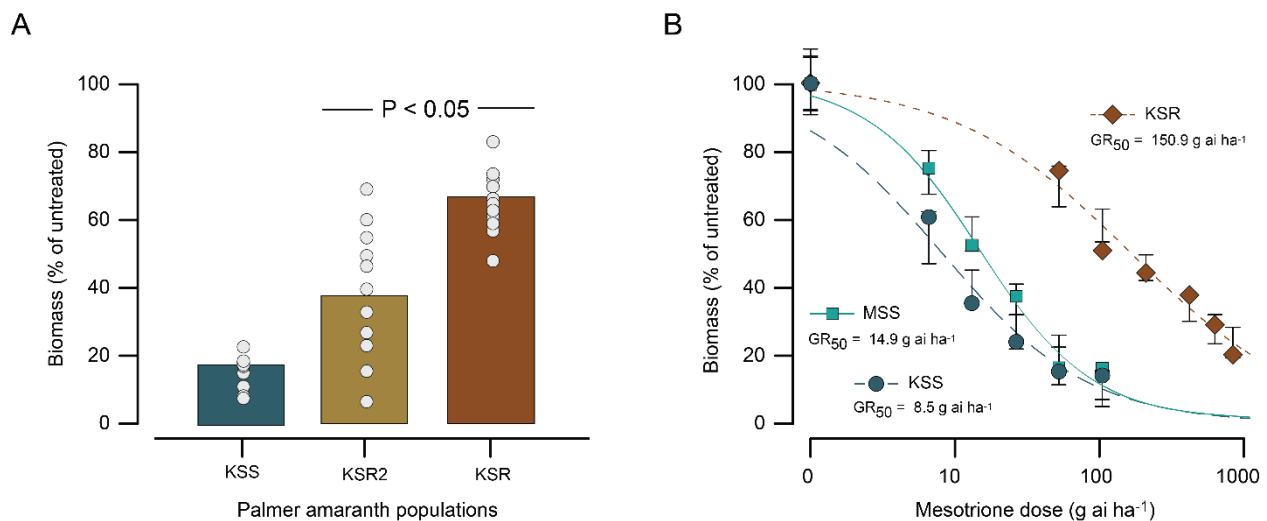 A
Biomass (% of untreated)
100
80
60
40
20
0
P < 0.05
KSS
KSR2
KSR
Palmer amaranth populations
B
Biomass (% of untreated)
100
80
60
40
20
0
KSR
GR50 = 150.9 g ai ha-1
MSS
GR50 = 14.9 g ai ha-1
KSS
GR50 = 8.5 g ai ha-1
0
10
100
1000
Mesotrione dose (g ai ha-1)